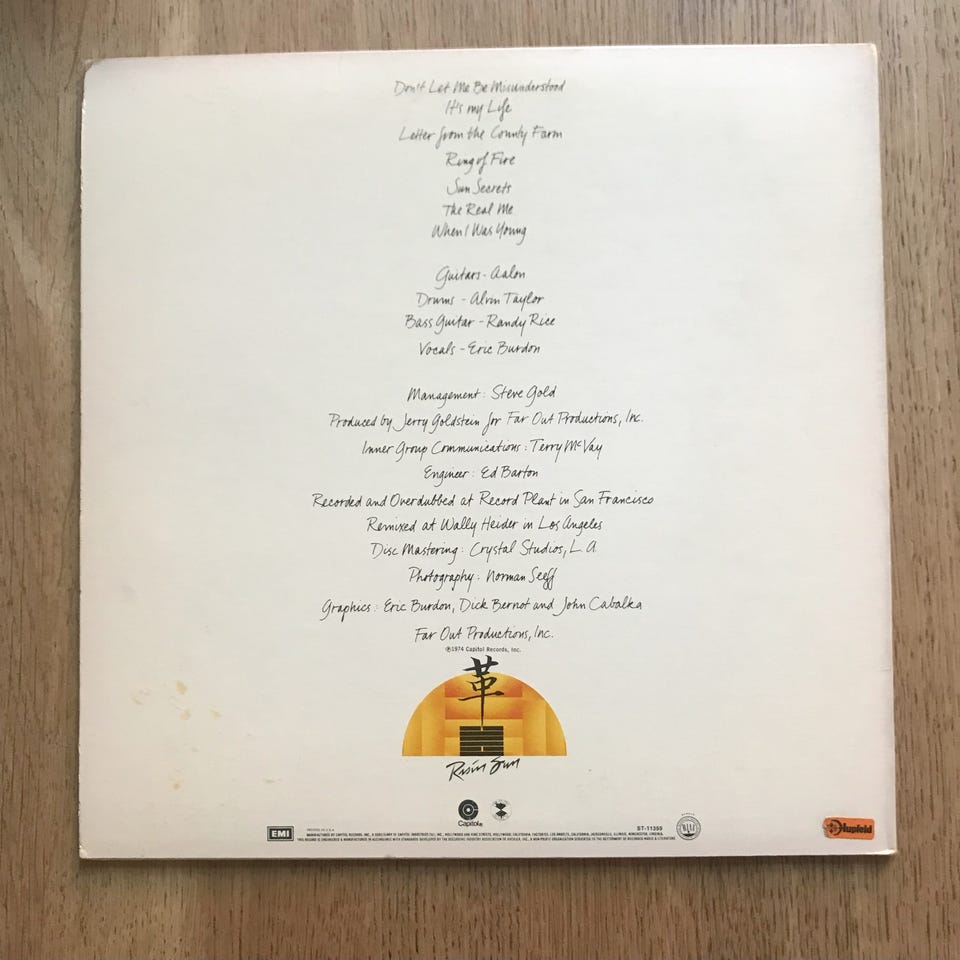 Don't Let Me Be Misunderstood
It's my Life
Letter from the County Farm
Ring of Fire
Sun Secrets
The Real Me
When I Was Young
Guitars - Aalon
Drums - Alvin Taylor
Bass Guitar - Randy Rice
Vocals - Eric Burdon
Management : Steve Gold
Produced by Jerry Goldstein for Far Out Productions, Inc.
Inner Group Communications : Terry McVay
Engineer : Ed Barton
Recorded and Overdubbed at Record Plant in San Francisco
Remixed at Wally Heider in Los Angeles
Disc Mastering : Crystal Studios, L.A.
Photography : Norman Seeff
Graphics : Eric Burdon, Dick Bernot and John Cabalka
Far Out Productions, Inc.
℗1974 Capitol Records, Inc.
革
Risin Sun
Capitol
EMI
PRINTED IN U.S.A.
ST-11359
Hupfeld